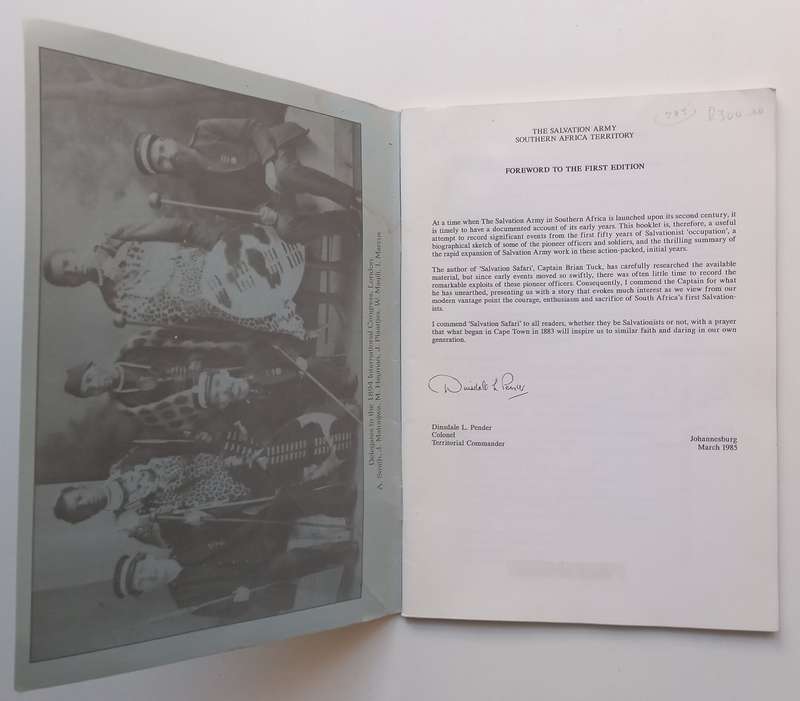 Delegates to the 1894 International Congress London
A. Smith, J. Mahanjwa, M. Hayman, J. Plaatjes, W. Mbuili, J. Marnie
THE SALVATION ARMY
SOUTHERN AFRICA TERRITORY
FOREWORD TO THE FIRST EDITION
At a time when The Salvation Army in Southern Africa is launched upon its second century, it
is timely to have a documented account of its early years. This booklet is, therefore, a useful
attempt to record significant events from the first fifty years of Salvationist 'occupation', a
biographical sketch of some of the pioneer officers and soldiers, and the thrilling summary of
the rapid expansion of Salvation Army work in these action-packed, initial years.
The author of 'Salvation Safari', Captain Brian Tuck, has carefully researched the available
material, but since early events moved so swiftly, there was often little time to record the
remarkable exploits of these pioneer officers. Consequently, I commend the Captain for what
he has unearthed, presenting us with a story that evokes much interest as we view from our
modern vantage point the courage, enthusiasm and sacrifice of South Africa's first Salvation-
ists.
I commend 'Salvation Safari' to all readers, whether they be Salvationists or not, with a prayer
that what began in Cape Town in 1883 will inspire us to similar faith and daring in our own
generation.
Dinsdale L. Pender
Dinsdale L. Pender
Colonel
Territorial Commander
Johannesburg
March 1985